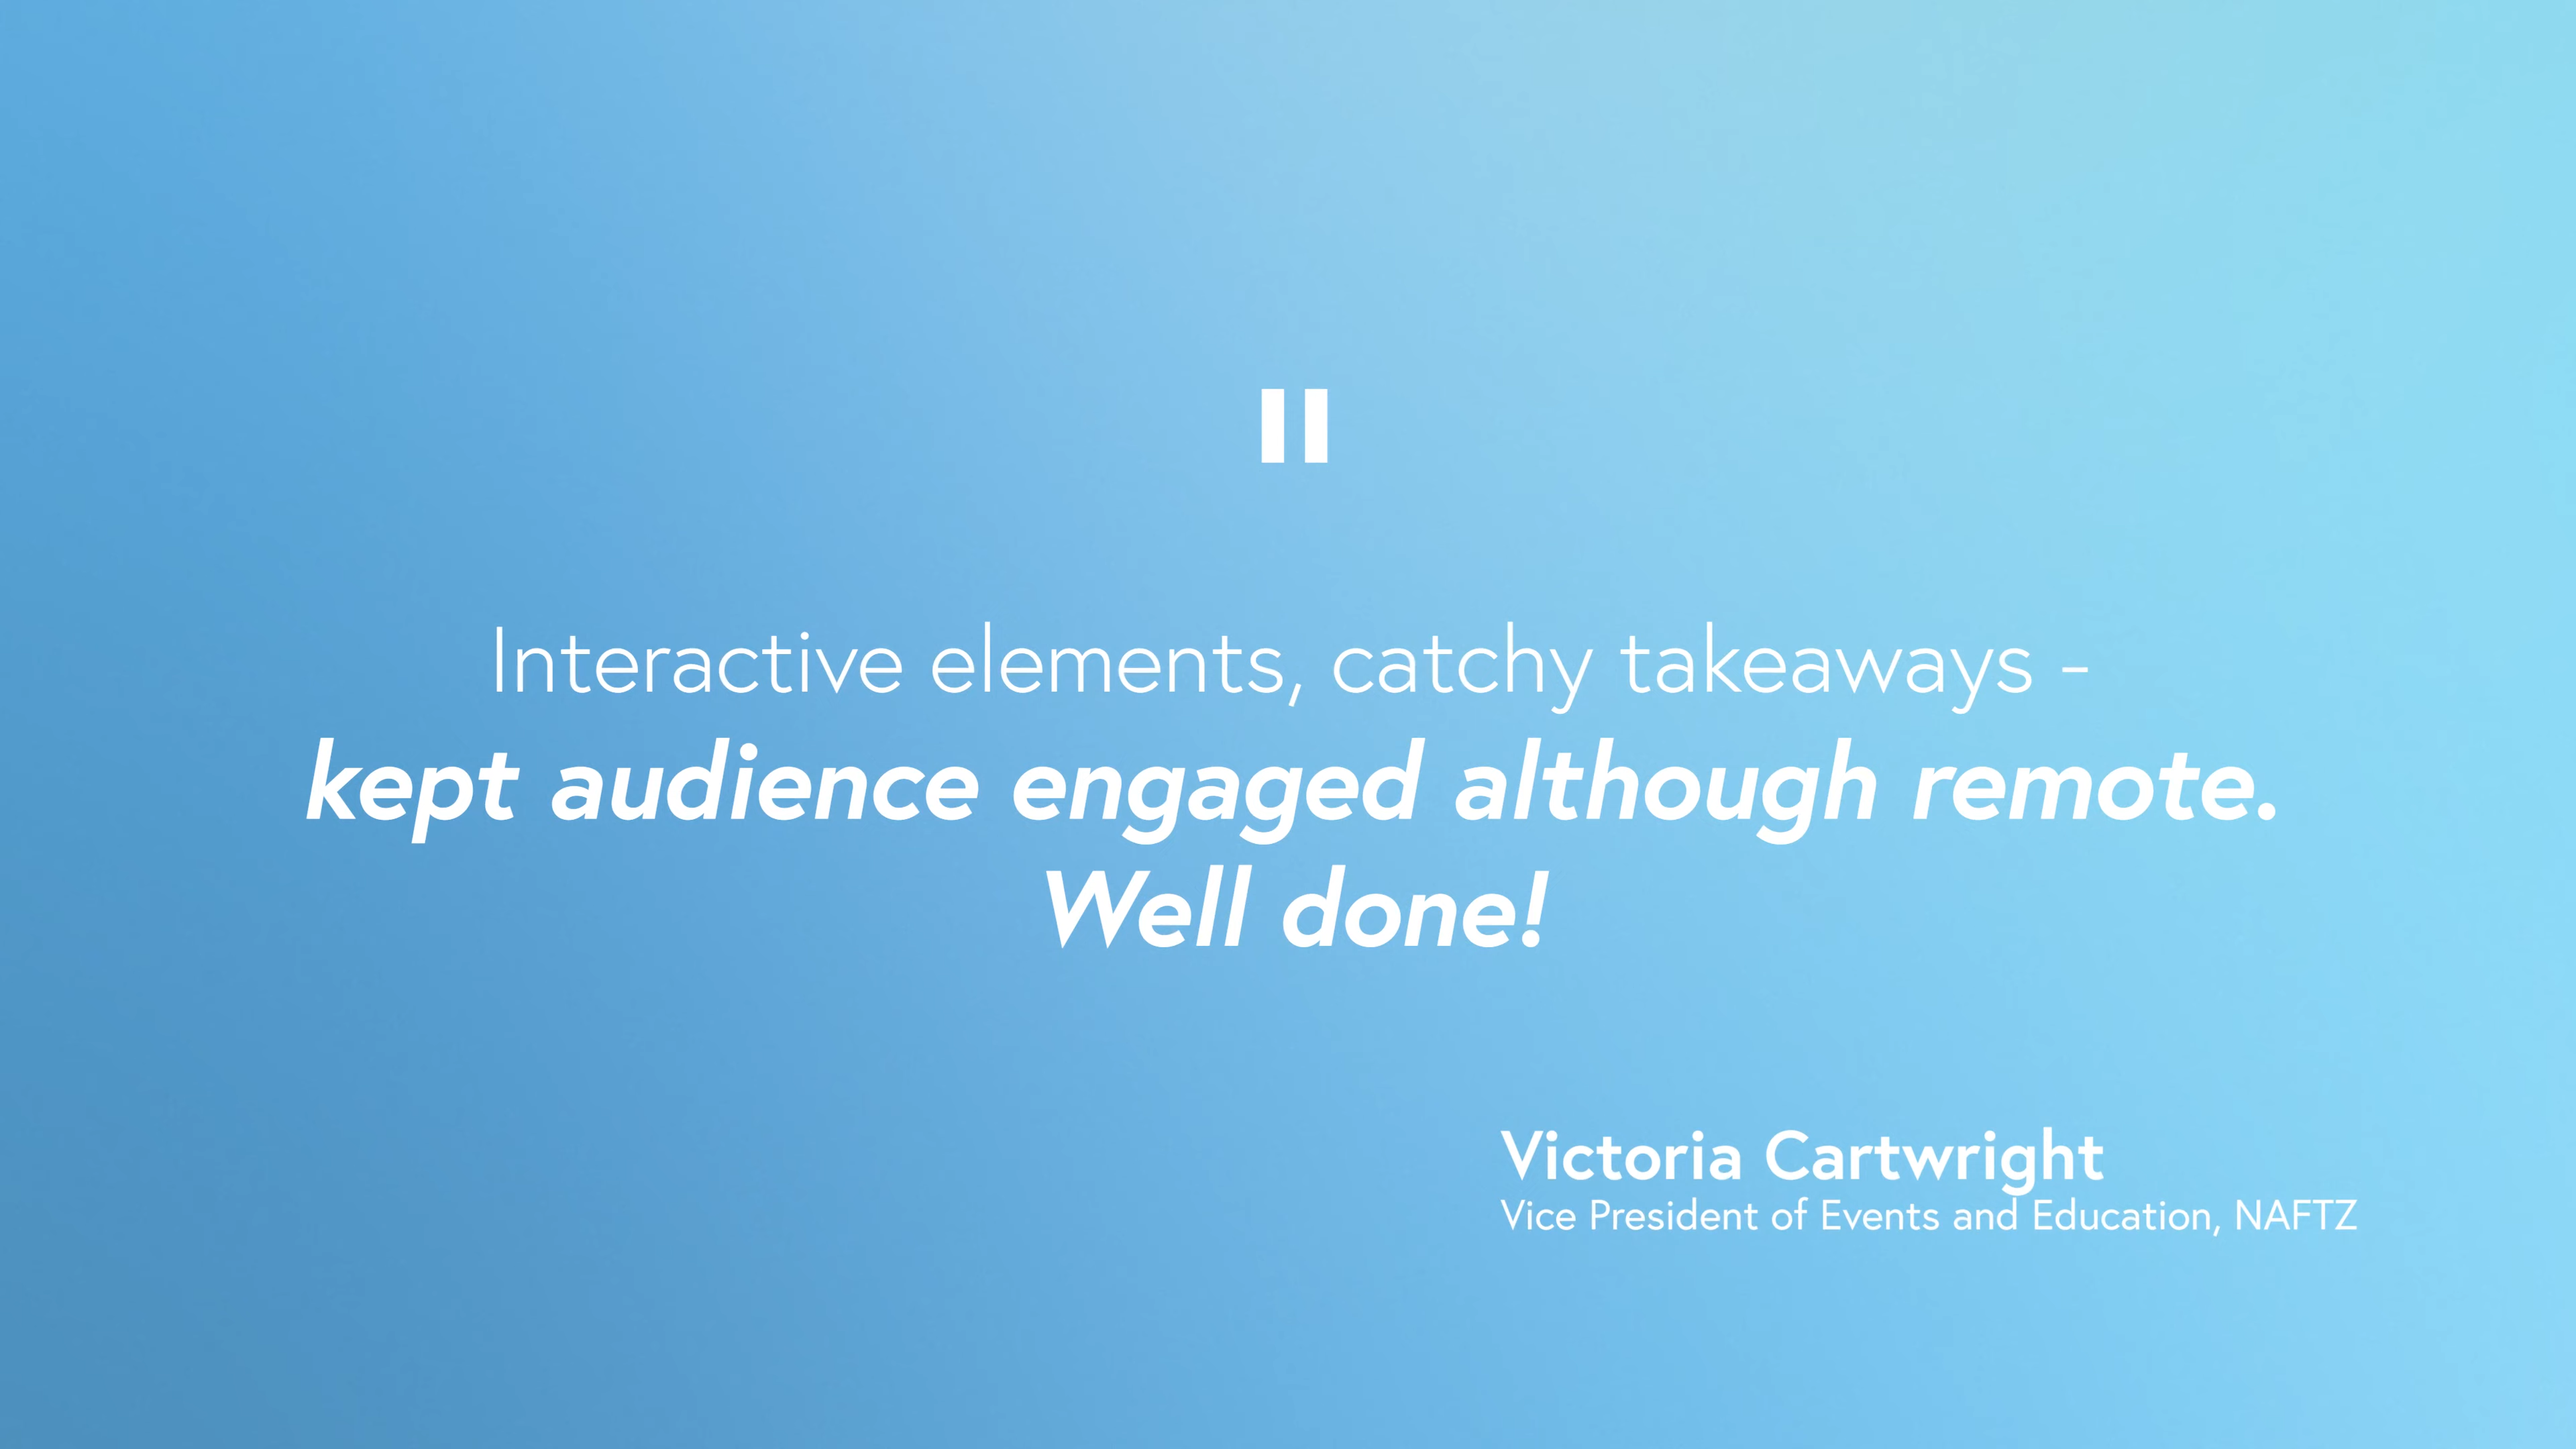 "
Interactive elements, catchy takeaways -
kept audience engaged although remote.
Well done!
Victoria Cartwright
Vice President of Events and Education, NAFTZ